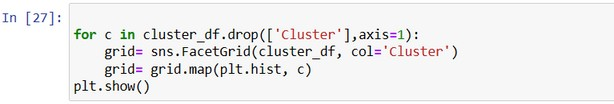 In [27]:
for c in cluster_df.drop(['Cluster'],axis=1):
    grid= sns.FacetGrid(cluster_df, col='Cluster')
    grid= grid.map(plt.hist, c)
plt.show()